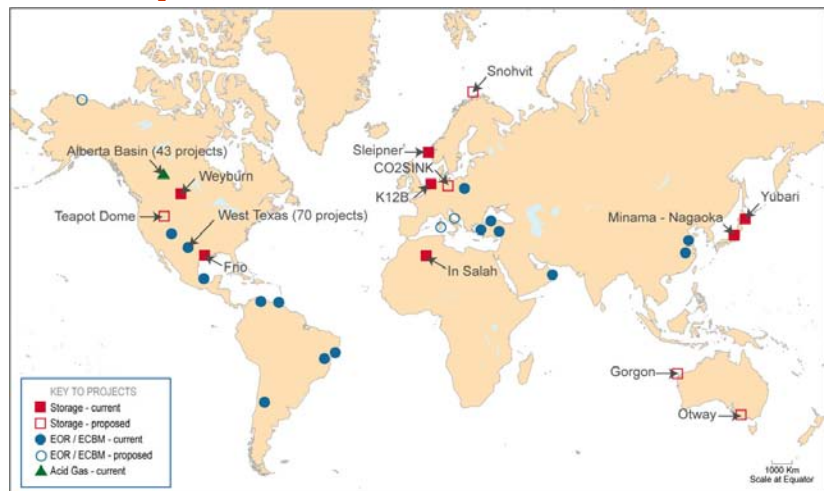 Snohvit
Alberta Basin (43 projects)
Sleipner
CO2SINK
Weyburn
K12B
Yubari
Teapot Dome
West Texas (70 projects)
Minama - Nagaoka
Frio
In Salah
Gorgon
Otway
KEY TO PROJECTS
Storage - current
Storage - proposed
EOR / ECBM - current
EOR / ECBM - proposed
Acid Gas - current
1000 Km
Scale at Equator